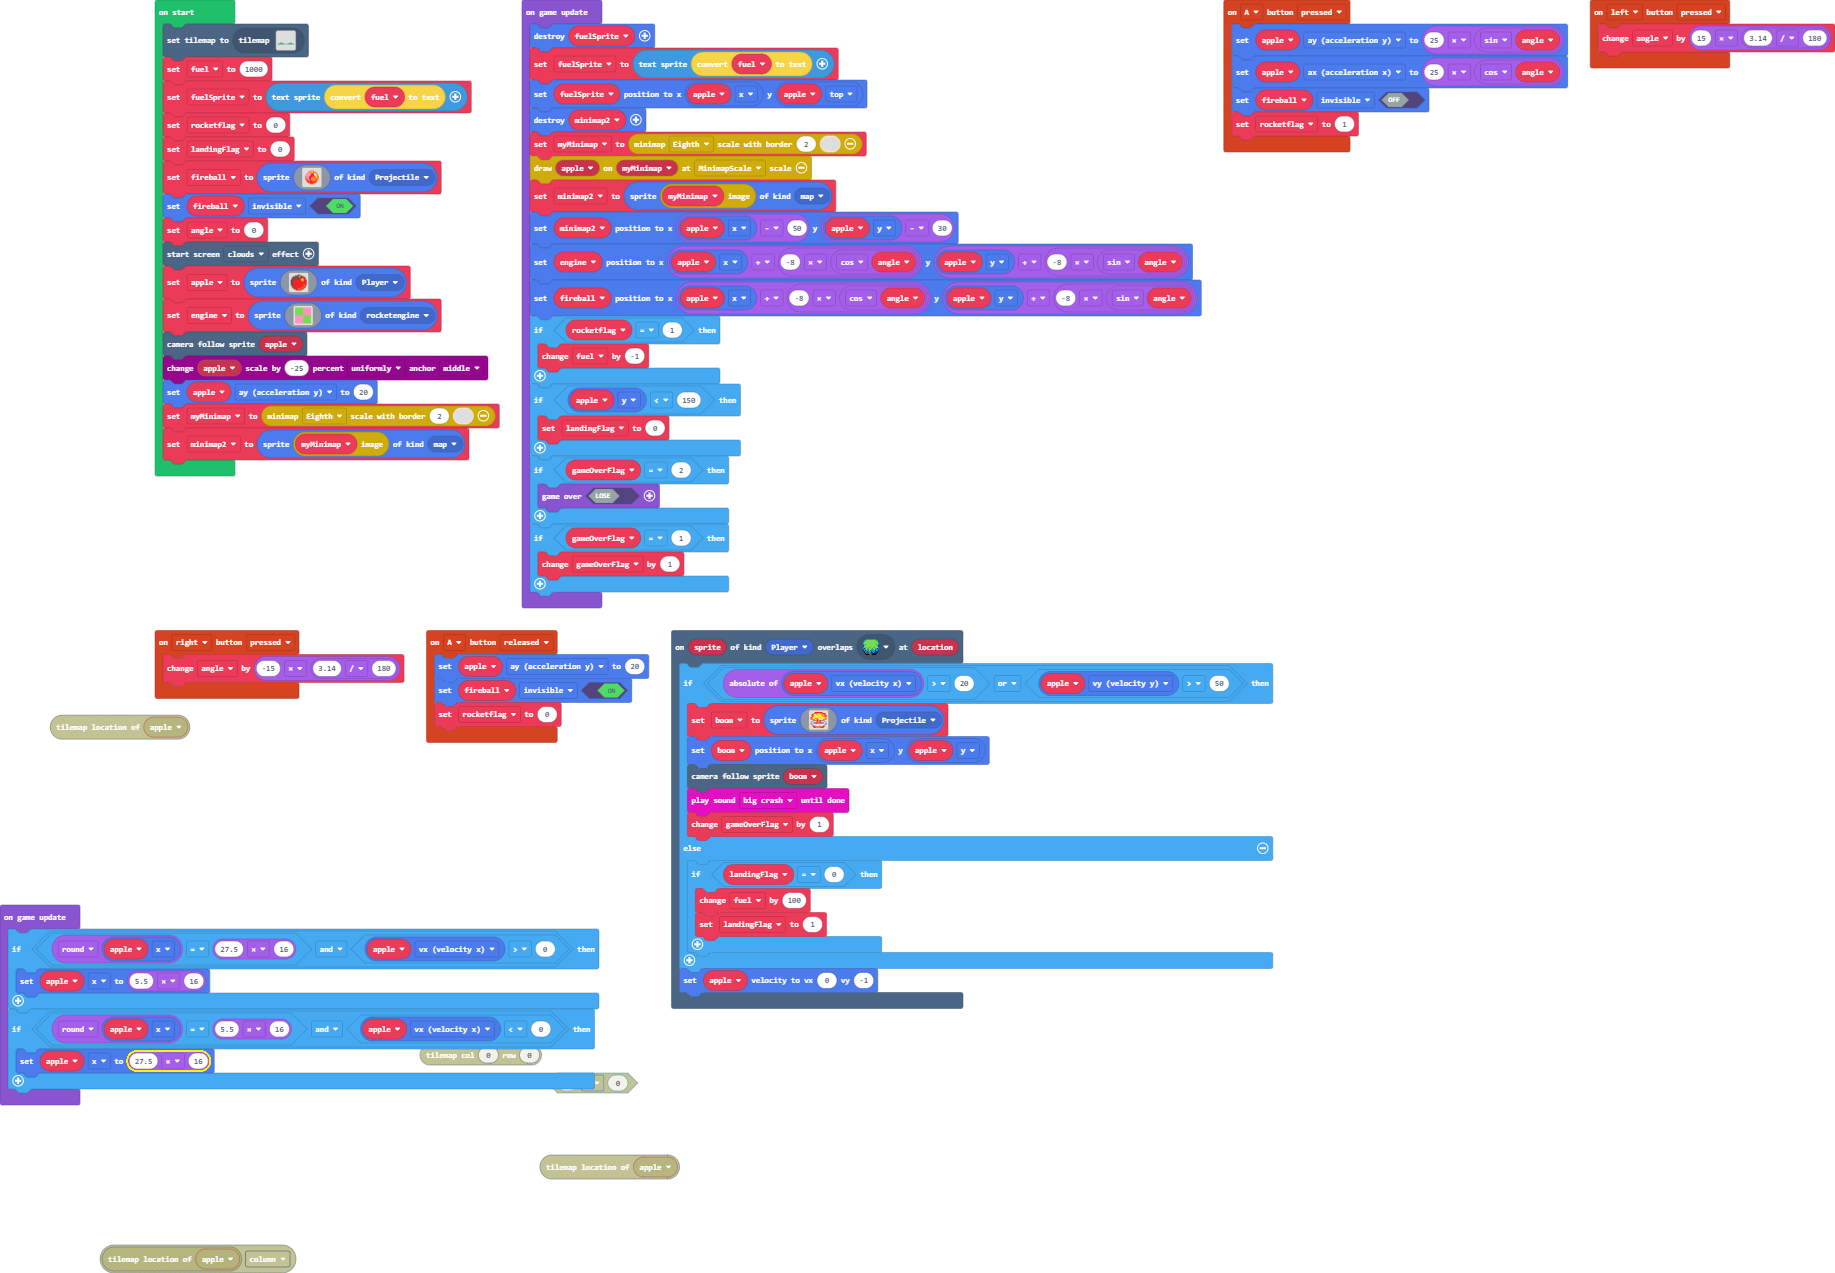 on start
set tilemap to tilemap
set fuel to 1000
set fuelSprite to text sprite convert fuel to text
set rocketflag to 0
set landingFlag to 0
set fireball to sprite of kind Projectile
set fireball invisible ON
set angle to 0
start screen clouds effect
set apple to sprite of kind Player
set engine to sprite of kind rocketengine
camera follow sprite apple
change apple scale by -25 percent uniformly anchor middle
set apple ay (acceleration y) to 20
set myMinimap to minimap Eighth scale with border 2
set minimap2 to sprite myMinimap image of kind map
on game update
destroy fuelSprite
set fuelSprite to text sprite convert fuel to text
set fuelSprite position to x apple x y apple top
destroy minimap2
set myMinimap to minimap Eighth scale with border 2
draw apple on myMinimap at MinimapScale scale
set minimap2 to sprite myMinimap image of kind map
set minimap2 position to x apple x - 50 y apple y - 30
set engine position to x apple x + -8 × cos angle y apple y + -8 × sin angle
set fireball position to x apple x + -8 × cos angle y apple y + -8 × sin angle
if rocketflag = 1 then
change fuel by -1
if apple y < 150 then
set landingFlag to 0
if gameOverFlag = 2 then
game over LOSE
if gameOverFlag = 1 then
change gameOverFlag by 1
on A button pressed
set apple ay (acceleration y) to 25 × sin angle
set apple ax (acceleration x) to 25 × cos angle
set fireball invisible OFF
set rocketflag to 1
on left button pressed
change angle by 15 × 3.14 / 180
on right button pressed
change angle by -15 × 3.14 / 180
tilemap location of apple
on A button released
set apple ay (acceleration y) to 20
set fireball invisible ON
set rocketflag to 0
on sprite of kind Player overlaps at location
if absolute of apple vx (velocity x) > 20 or apple vy (velocity y) > 50 then
set boom to sprite of kind Projectile
set boom position to x apple x y apple y
camera follow sprite boom
play sound big crash until done
change gameOverFlag by 1
else
if landingFlag = 0 then
change fuel by 100
set landingFlag to 1
set apple velocity to vx 0 vy -1
on game update
if round apple x = 27.5 × 16 and apple vx (velocity x) > 0 then
set apple x to 5.5 × 16
if round apple x = 5.5 × 16 and apple vx (velocity x) < 0 then
set apple x to 27.5 × 16
tilemap col 0 row 0
0
tilemap location of apple
tilemap location of apple column